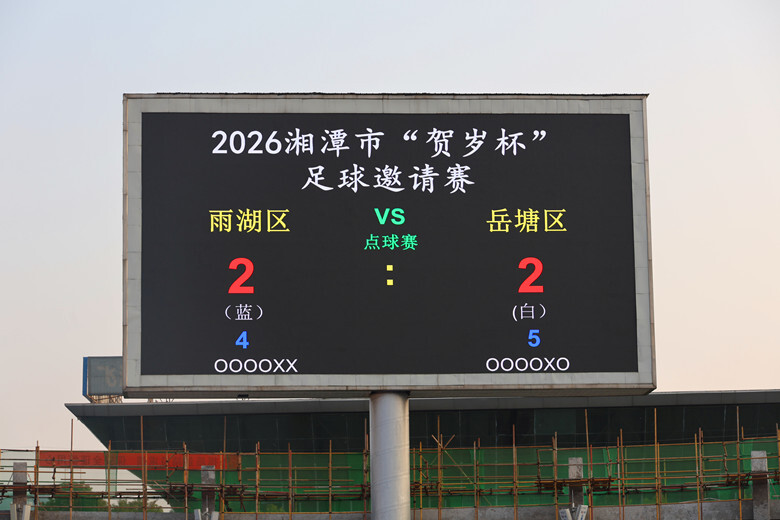 2026湘潭市“贺岁杯”
足球邀请赛
雨湖区 VS 岳塘区
点球赛
2 : 2
（蓝） (白)
4 5
OOOOXX OOOOXO